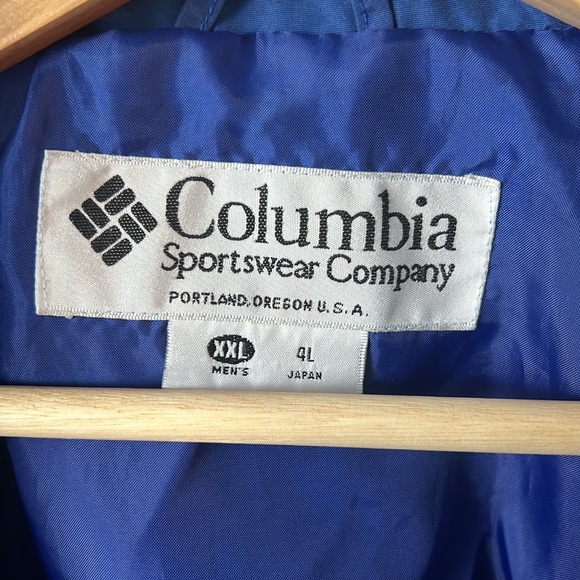 Columbia
Sportswear Company
PORTLAND, OREGON U.S.A.
XXL 4L
MEN'S JAPAN